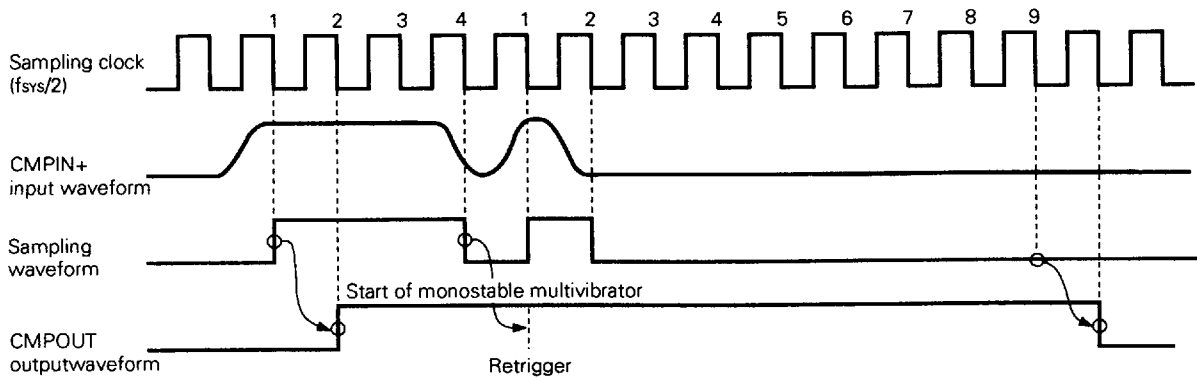 1 2 3 4 1 2 3 4 5 6 7 8 9
Sampling clock
(fsys/2)
CMPIN+
input waveform
Sampling
waveform
Start of monostable multivibrator
CMPOUT
outputwaveform
Retrigger